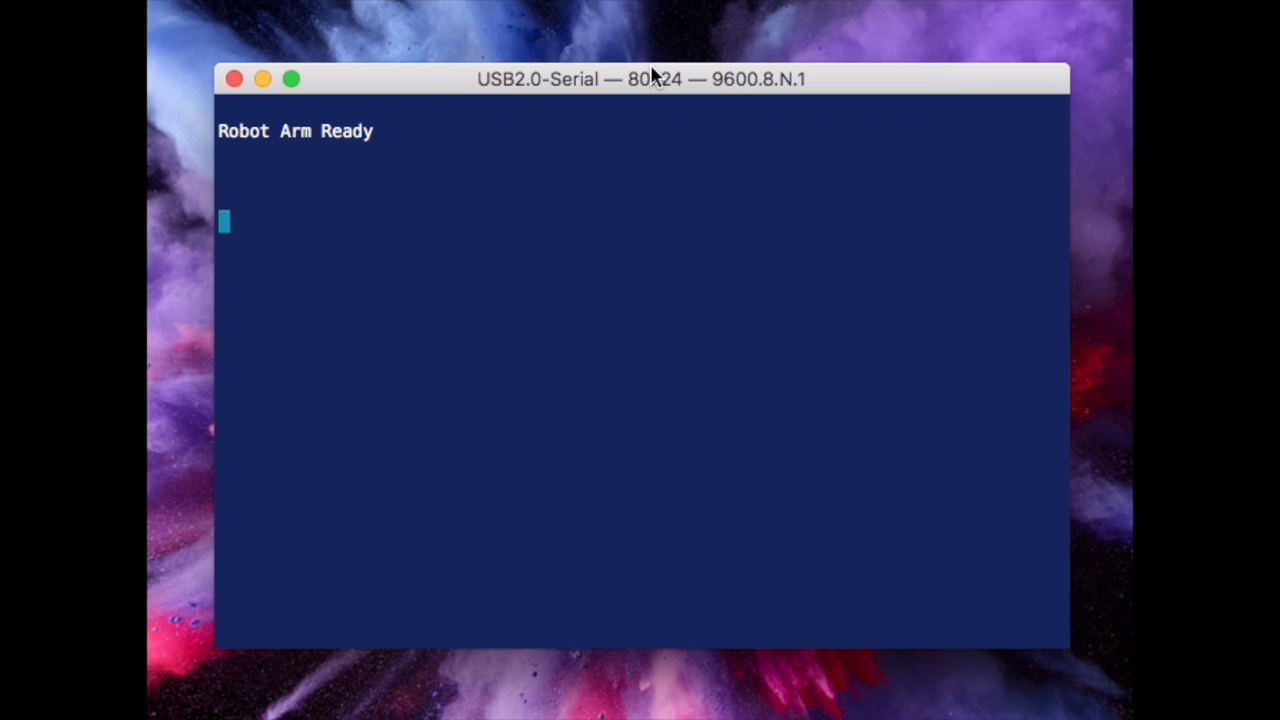 USB2.0-Serial — 80x24 — 9600.8.N.1
Robot Arm Ready